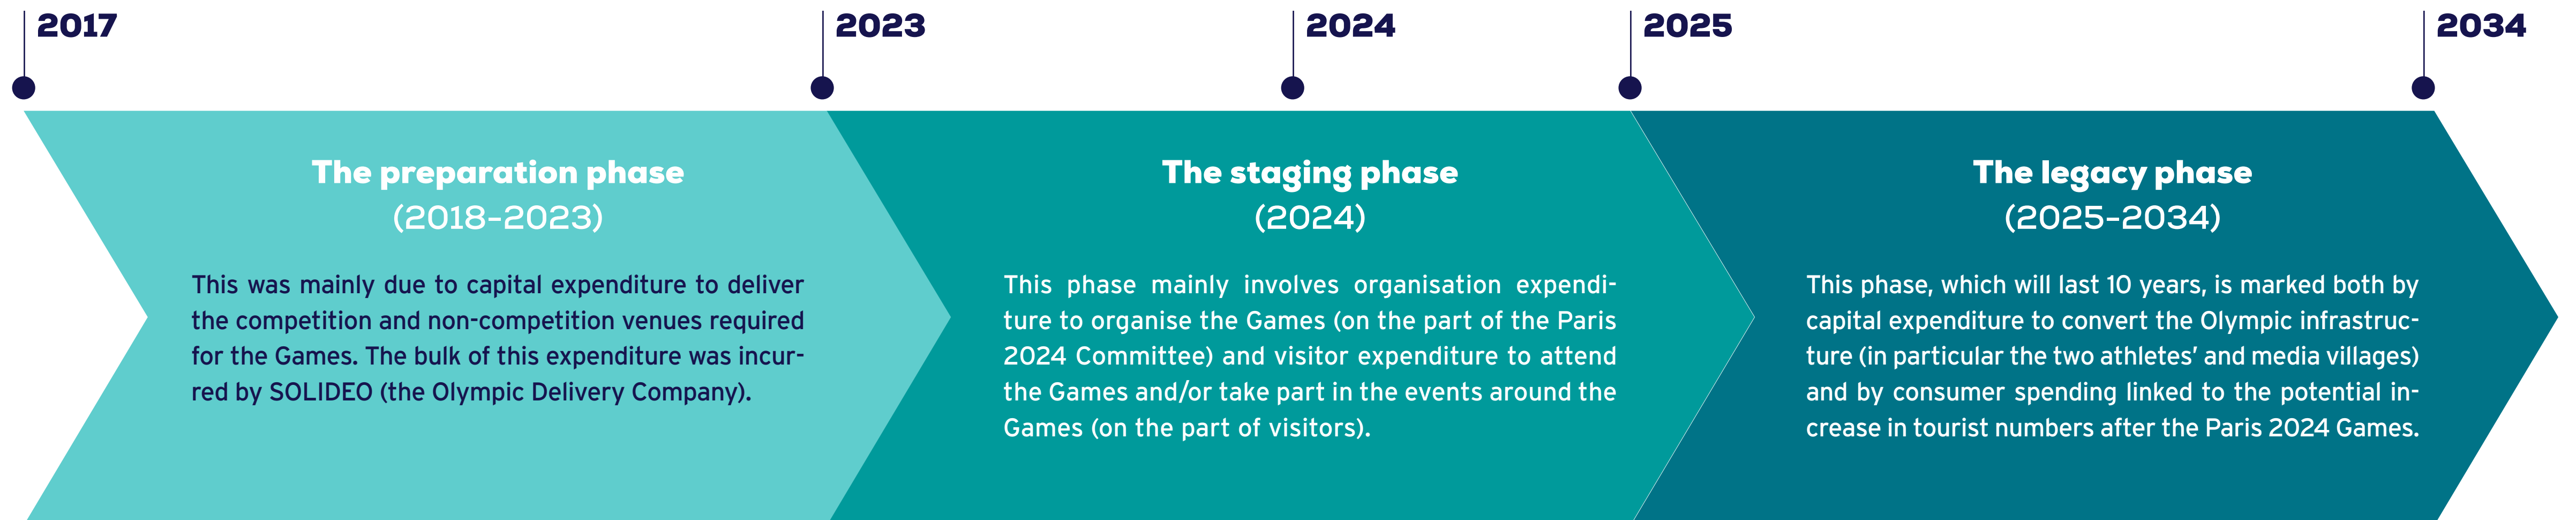 2017
2023
2024
2025
2034
The preparation phase
(2018-2023)
This was mainly due to capital expenditure to deliver
the competition and non-competition venues required
for the Games. The bulk of this expenditure was incur-
red by SOLIDEO (the Olympic Delivery Company).
The staging phase
(2024)
This phase mainly involves organisation expendi-
ture to organise the Games (on the part of the Paris
2024 Committee) and visitor expenditure to attend
the Games and/or take part in the events around the
Games (on the part of visitors).
The legacy phase
(2025-2034)
This phase, which will last 10 years, is marked both by
capital expenditure to convert the Olympic infrastruc-
ture (in particular the two athletes’ and media villages)
and by consumer spending linked to the potential in-
crease in tourist numbers after the Paris 2024 Games.